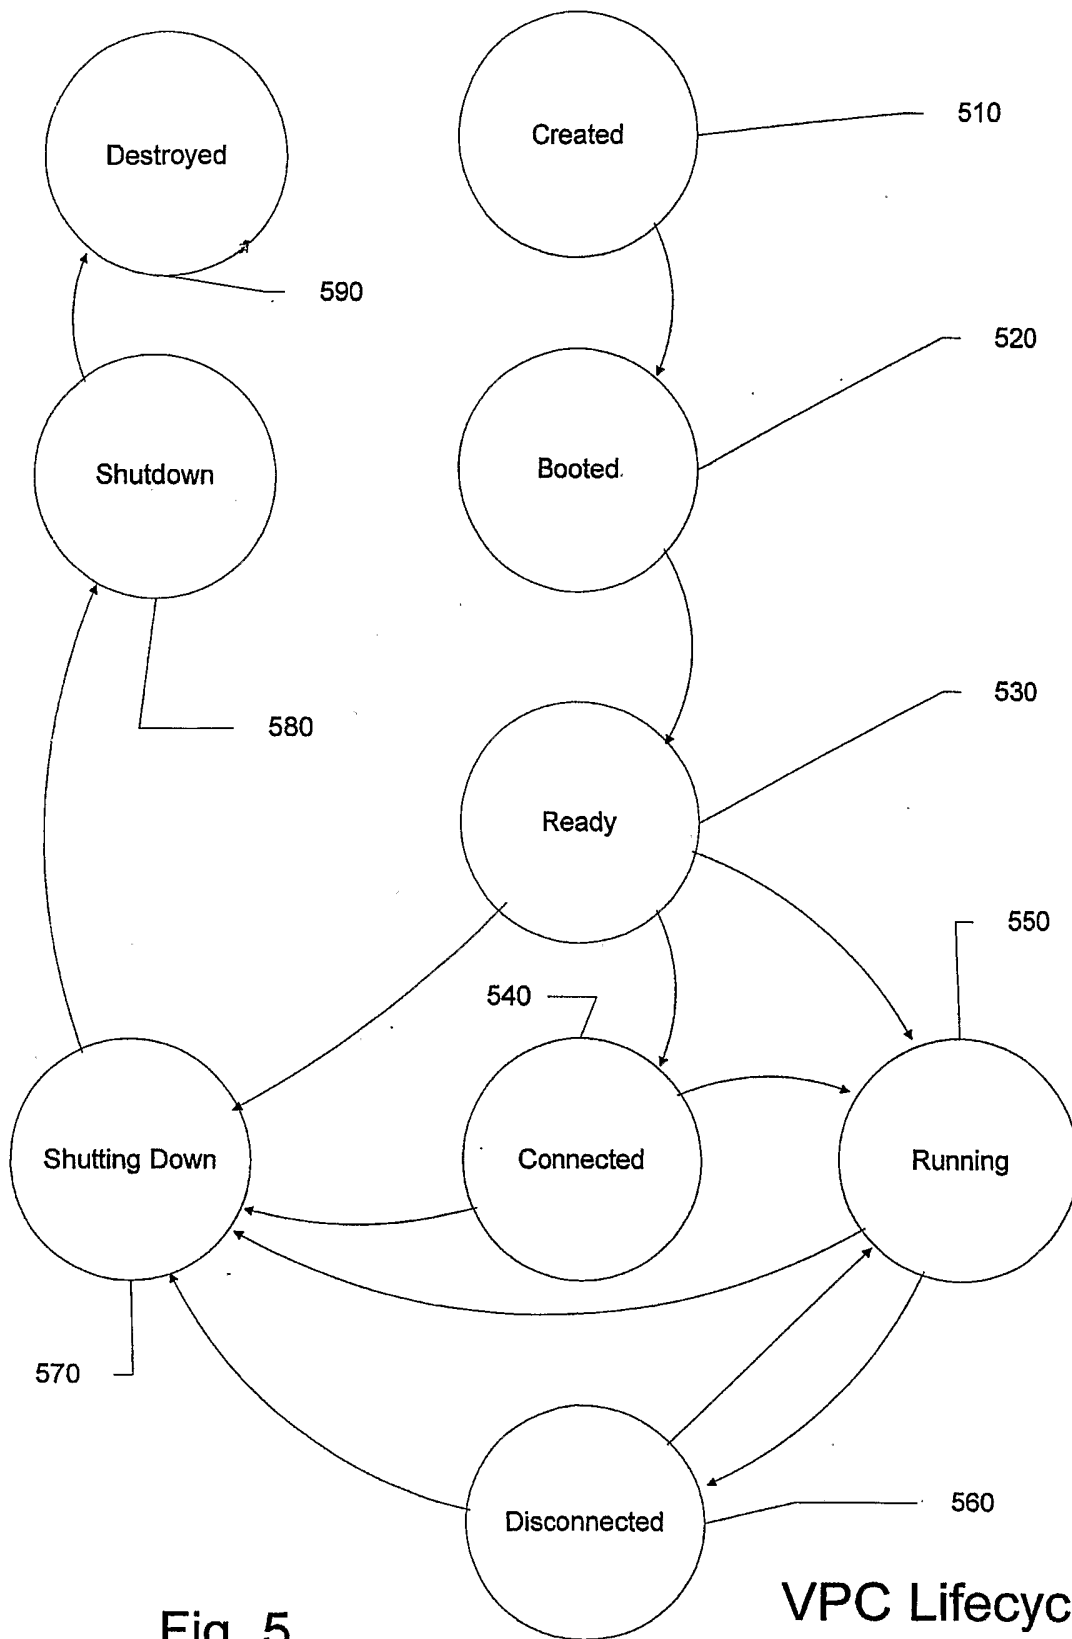 Destroyed
Created
510
590
520
Shutdown
Booted
530
580
Ready
550
540
Shutting Down
Connected
Running
570
Disconnected
560
VPC Lifecyc
Fig. 5